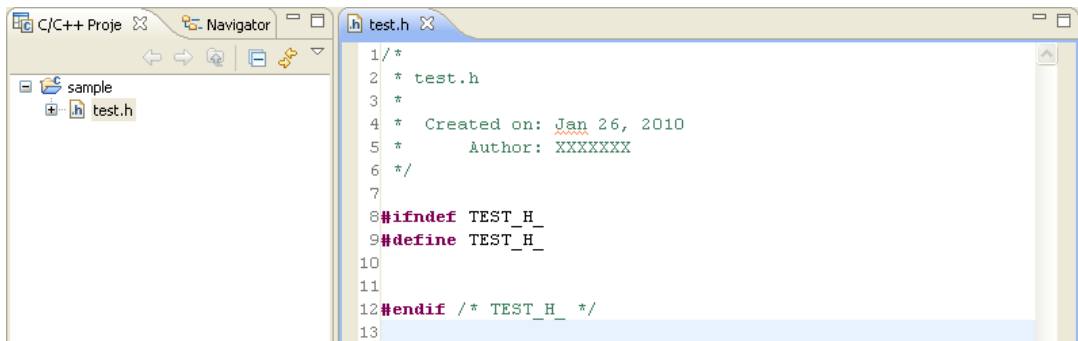 C/C++ Proje
Navigator
sample
test.h
test.h
1/*
2 * test.h
3 *
4 *  Created on: Jan 26, 2010
5 *      Author: XXXXXXX
6 */
7
8#ifndef TEST_H_
9#define TEST_H_
10
11
12#endif /* TEST_H_ */
13